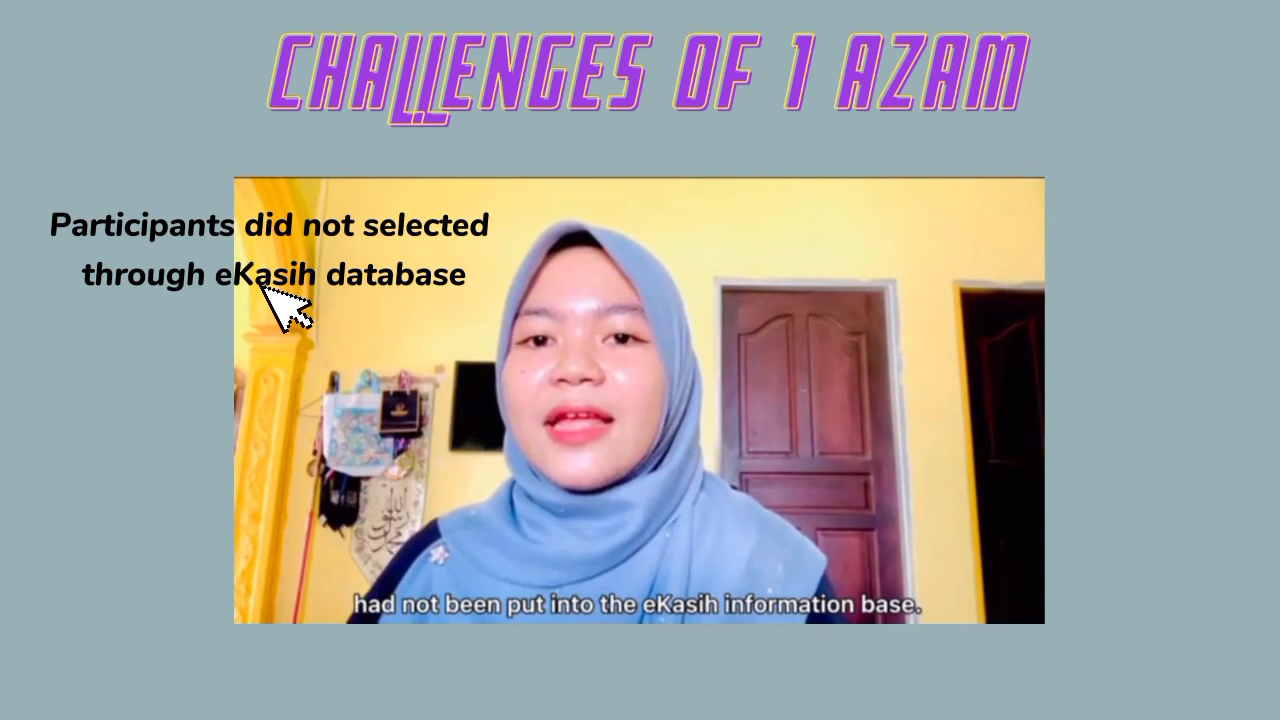 CHALLENGES OF 1 AZAM
Participants did not selected
through eKasih database
had not been put into the eKasih information base.